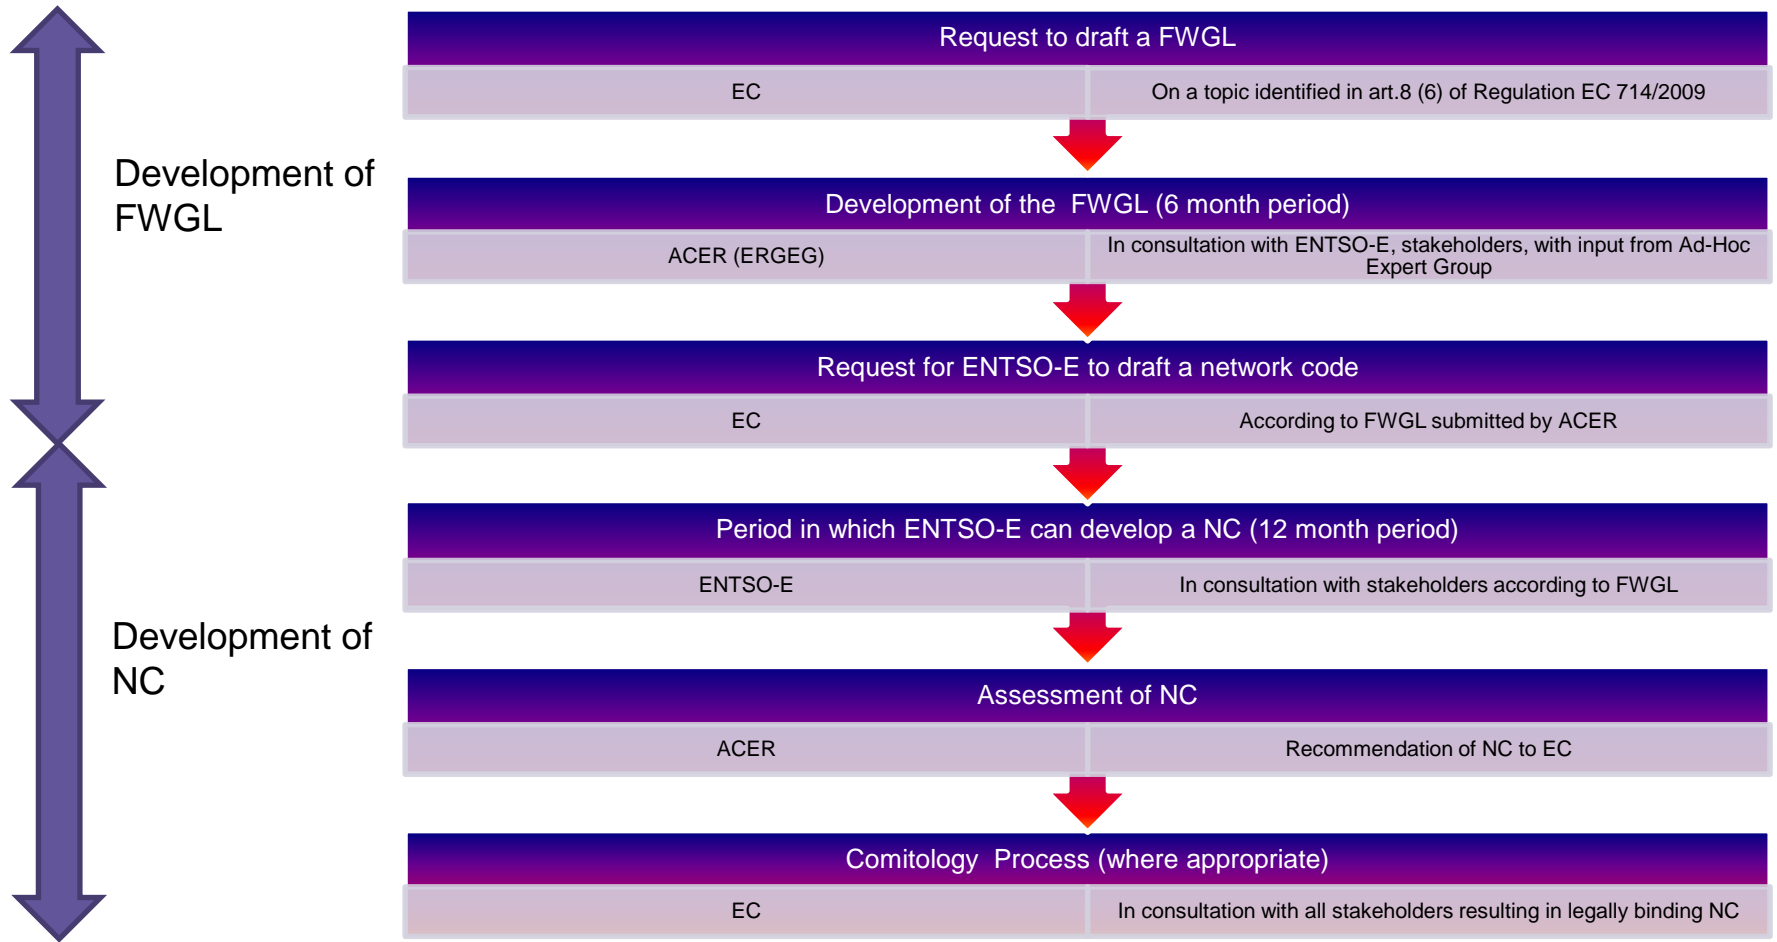 Request to draft a FWGL
EC
On a topic identified in art.8 (6) of Regulation EC 714/2009
Development of
FWGL
Development of the FWGL (6 month period)
ACER (ERGEG)
In consultation with ENTSO-E, stakeholders, with input from Ad-Hoc
Expert Group
Request for ENTSO-E to draft a network code
EC
According to FWGL submitted by ACER
Period in which ENTSO-E can develop a NC (12 month period)
ENTSO-E
In consultation with stakeholders according to FWGL
Development of
NC
Assessment of NC
ACER
Recommendation of NC to EC
Comitology Process (where appropriate)
EC
In consultation with all stakeholders resulting in legally binding NC